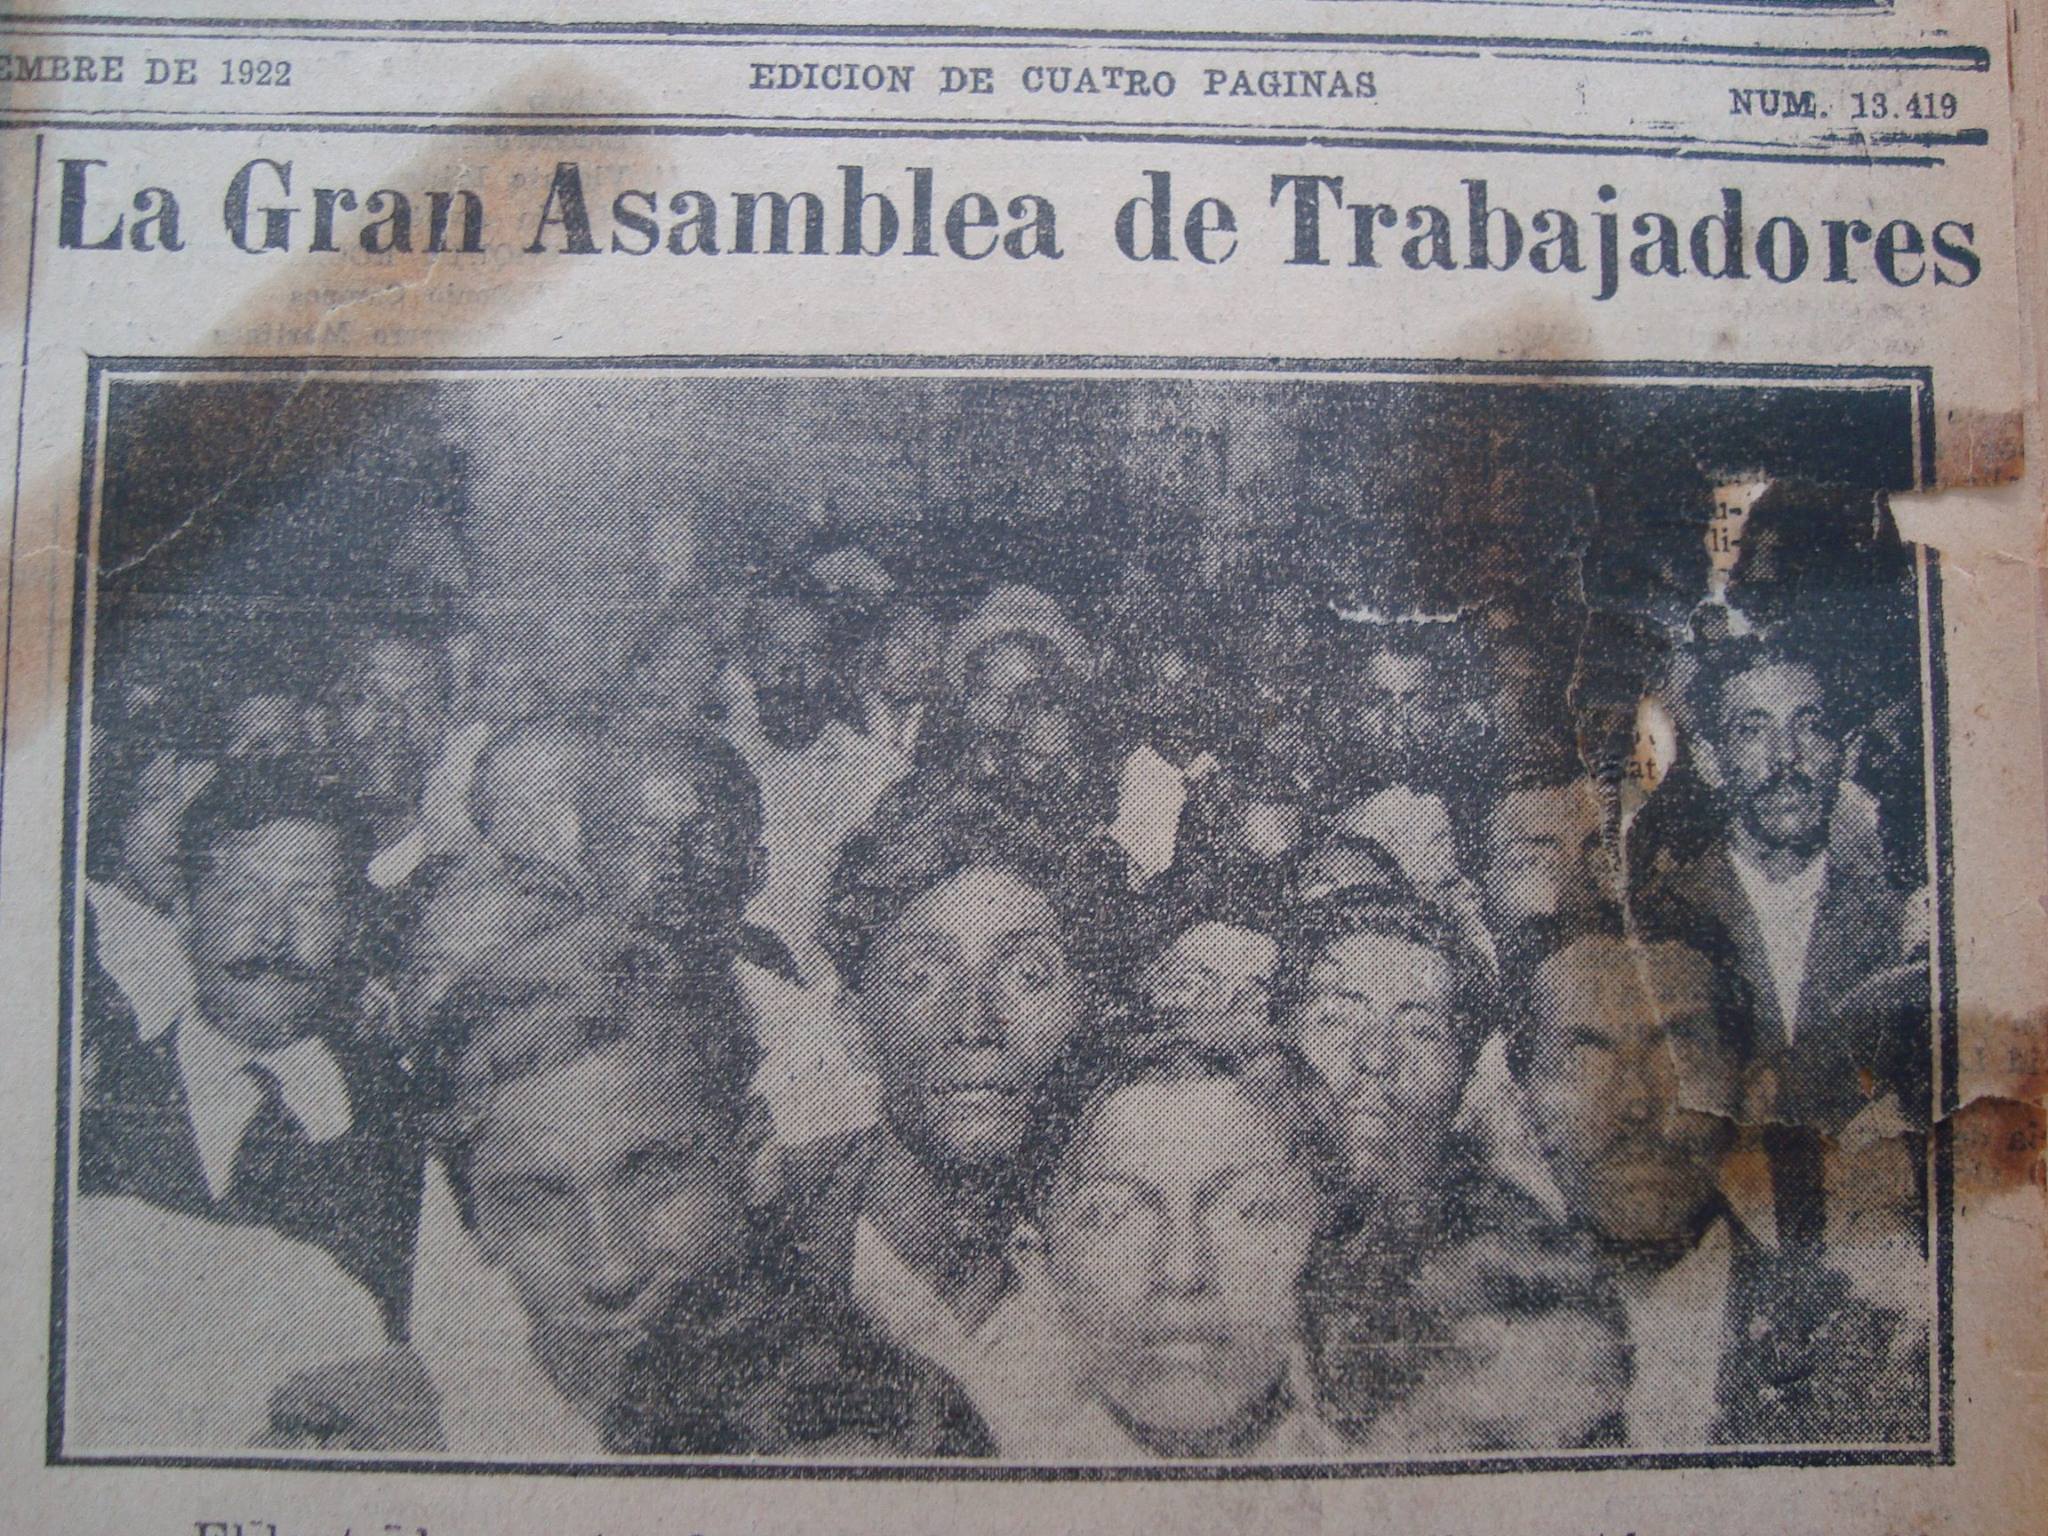 EMBRE DE 1922 EDICION DE CUATRO PAGINAS NUM. 13.419
La Gran Asamblea de Trabajadores